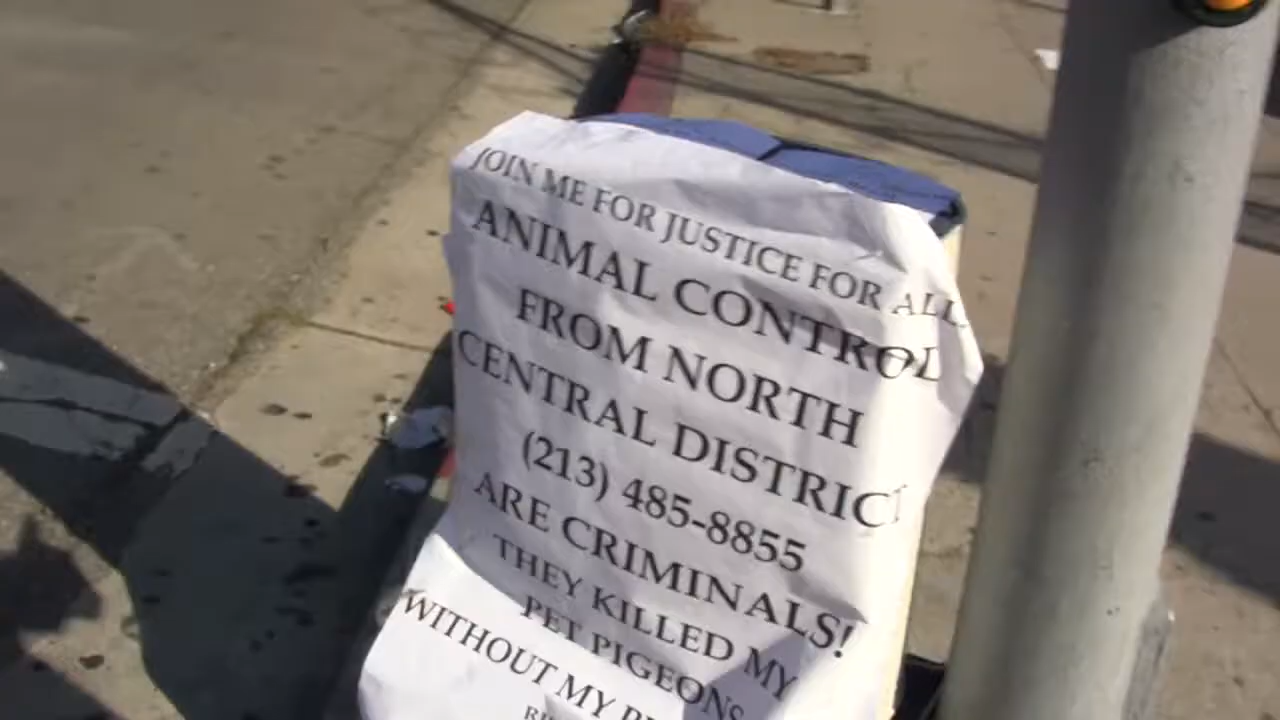 JOIN ME FOR JUSTICE FOR ALL.
ANIMAL CONTROL
FROM NORTH
CENTRAL DISTRICT
(213) 485-8855
ARE CRIMINALS!
THEY KILLED MY
PET PIGEONS
WITHOUT MY